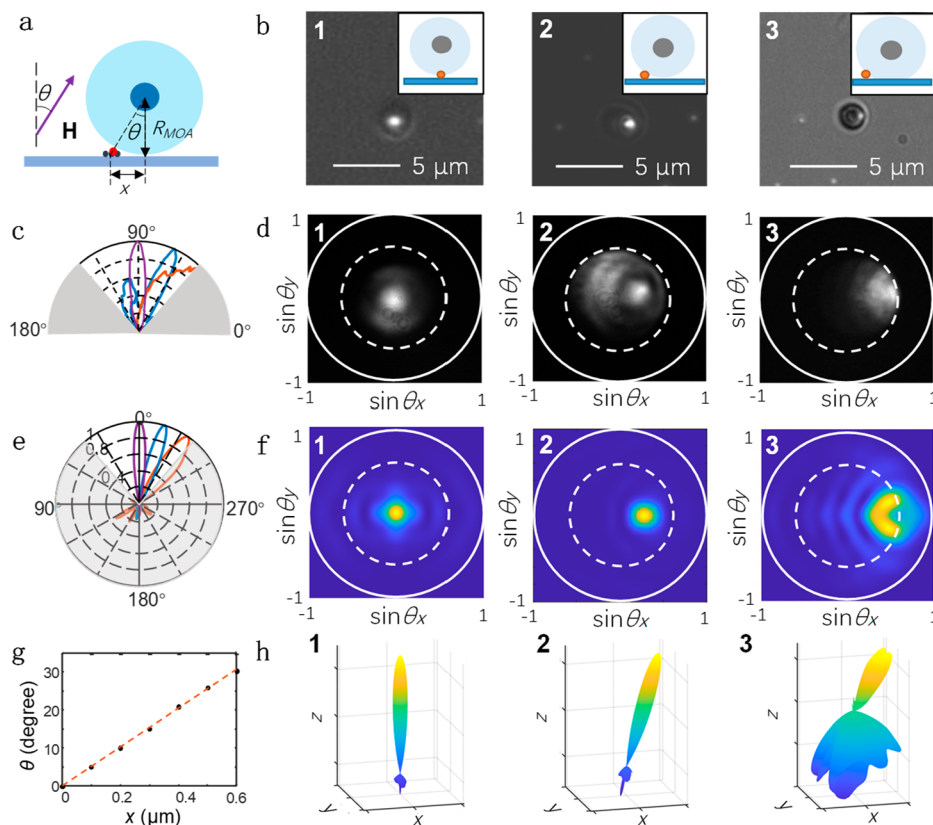 a
θ
H
θ
R_MOA
x
b
1
5 μm
2
5 μm
3
5 μm
c
90°
180°
0°
d
1
1
sin θy
-1
-1
sin θx
1
2
1
sin θy
-1
-1
sin θx
1
3
1
sin θy
-1
-1
sin θx
1
e
0°
1
0.8
90°
270°
180°
f
1
1
sin θy
-1
-1
sin θx
1
2
1
sin θy
-1
-1
sin θx
1
3
1
sin θy
-1
-1
sin θx
1
g
θ (degree)
30
20
10
0
0
0.2
0.4
0.6
x (μm)
h
1
z
y
x
2
z
y
x
3
z
y
x